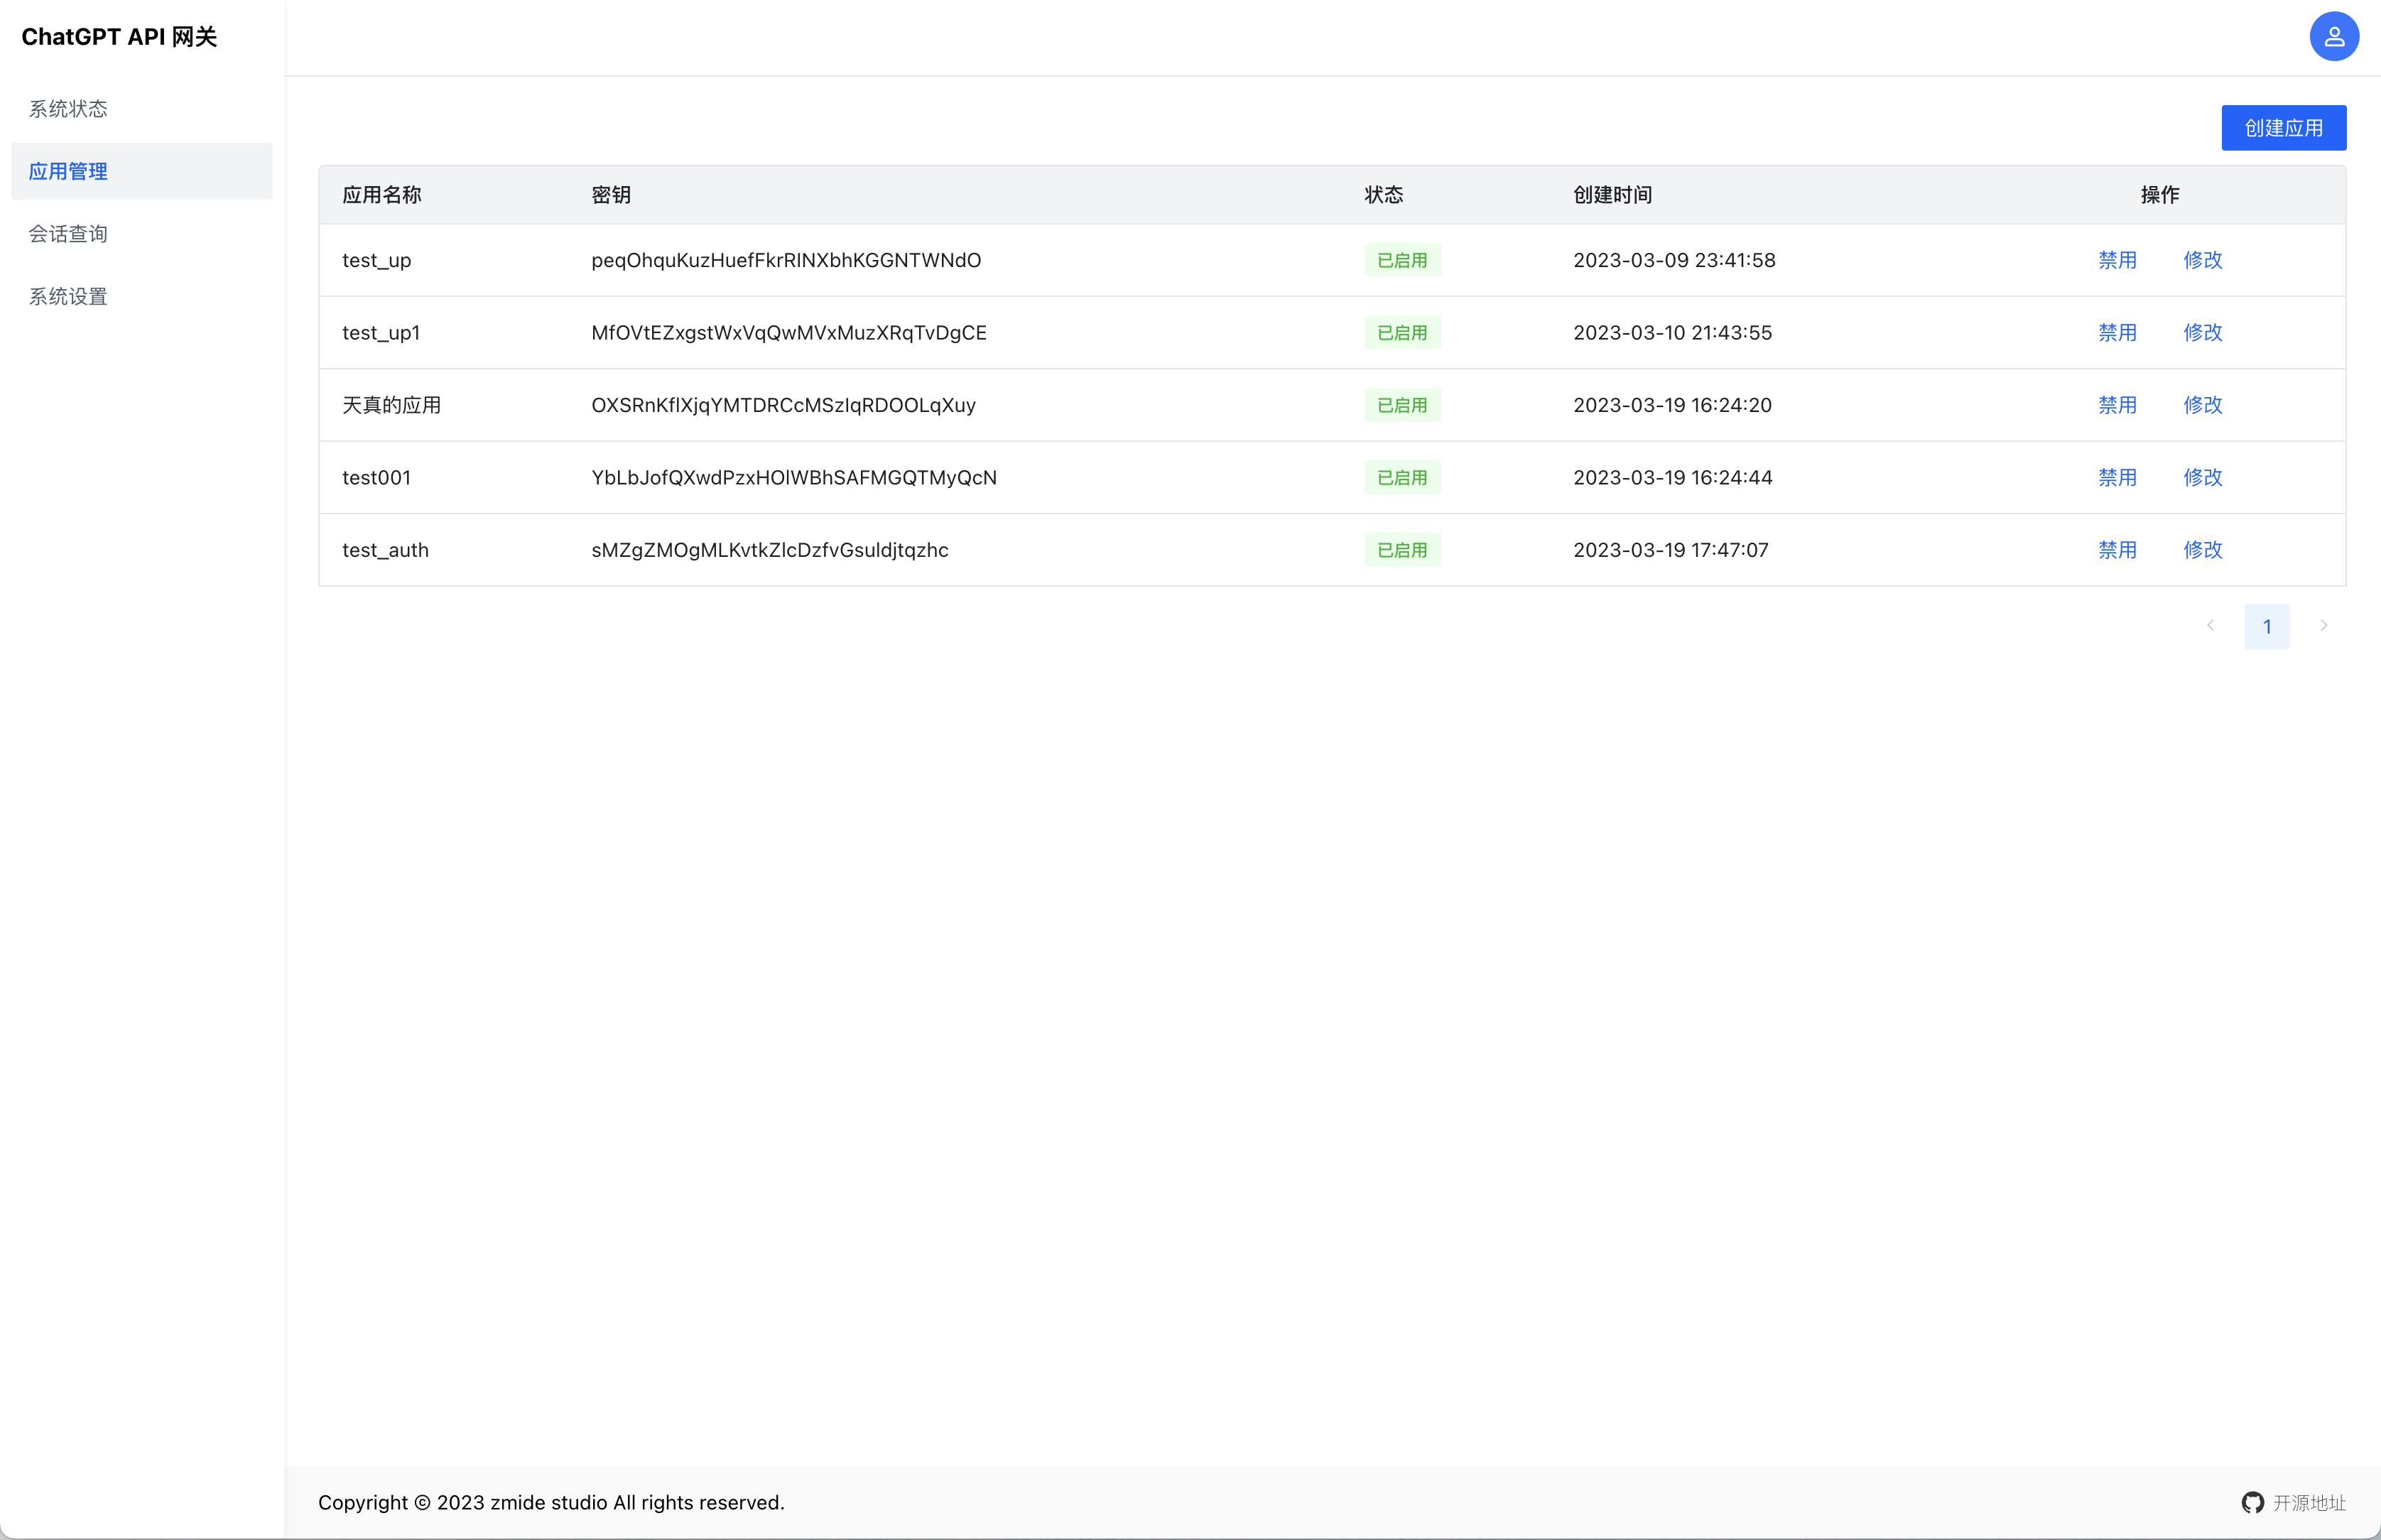 ChatGPT API 网关
系统状态
应用管理
会话查询
系统设置
创建应用
应用名称 密钥 状态 创建时间 操作
test_up peqOhquKuzHuefFkrRINXbhKGGNTWNdO 已启用 2023-03-09 23:41:58 禁用 修改
test_up1 MfOVtEZxgstWxVqQwMVxMuzXRqTvDgCE 已启用 2023-03-10 21:43:55 禁用 修改
天真的应用 OXSRnKflXjqYMTDRCcMSzIqRDOOLqXuy 已启用 2023-03-19 16:24:20 禁用 修改
test001 YbLbJofQXwdPzxHOlWBhSAFMGQTMyQcN 已启用 2023-03-19 16:24:44 禁用 修改
test_auth sMZgZMOgMLKvtkZlcDzfvGsuldjtqzhc 已启用 2023-03-19 17:47:07 禁用 修改
1
Copyright © 2023 zmide studio All rights reserved.
开源地址